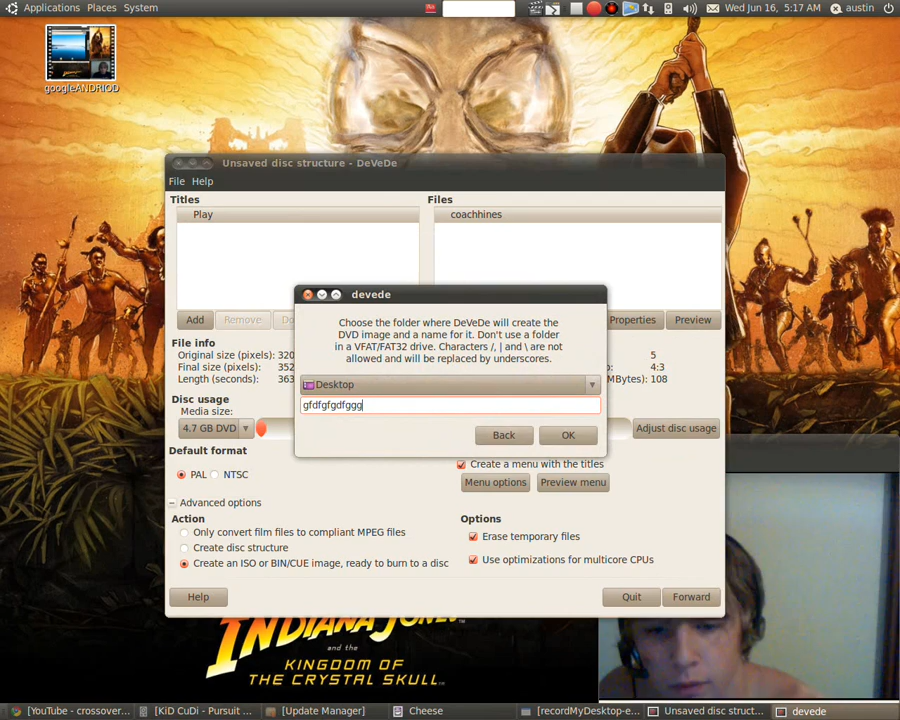 Applications Places System
Wed Jun 16, 5:17 AM austin
googleANDRIOD
Unsaved disc structure - DeVeDe
File Help
Titles
Files
Play
coachhines
Add Remove Do
Properties Preview
devede
Choose the folder where DeVeDe will create the
DVD image and a name for it. Don't use a folder
in a VFAT/FAT32 drive. Characters /, | and \ are not
allowed and will be replaced by underscores.
Desktop
gfdfgfgdfggg
Back OK
File info
Original size (pixels): 320
5
Final size (pixels): 352
: 4:3
Length (seconds): 363
MBytes): 108
Disc usage
Media size:
4.7 GB DVD
Adjust disc usage
Default format
PAL NTSC
Create a menu with the titles
Menu options Preview menu
Advanced options
Action
Options
Only convert film files to compliant MPEG files
Erase temporary files
Create disc structure
Create an ISO or BIN/CUE image, ready to burn to a disc
Use optimizations for multicore CPUs
Help Quit Forward
INDIANA JONES
and the
KINGDOM OF
THE CRYSTAL SKULL
[YouTube - crossover... [KiD CuDi - Pursuit ... [Update Manager] Cheese [recordMyDesktop-e... Unsaved disc struct... devede